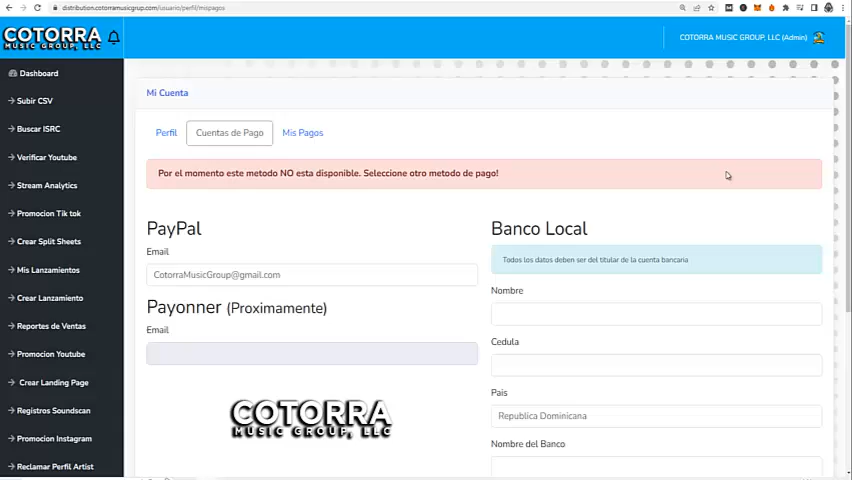 distribution.cotorramusicgrup.com/usuario/perfil/mispagos
COTORRA
MUSIC GROUP, LLC
COTORRA MUSIC GROUP, LLC (Admin)
Dashboard
Subir CSV
Buscar ISRC
Verificar Youtube
Stream Analytics
Promocion Tik tok
Crear Split Sheets
Mis Lanzamientos
Crear Lanzamiento
Reportes de Ventas
Promocion Youtube
Crear Landing Page
Registros Soundscan
Promocion Instagram
Reclamar Perfil Artist
Mi Cuenta
Perfil
Cuentas de Pago
Mis Pagos
Por el momento este metodo NO esta disponible. Seleccione otro metodo de pago!
PayPal
Email
CotorraMusicGroup@gmail.com
Payonner (Proximamente)
Email
COTORRA
MUSIC GROUP, LLC
Banco Local
Todos los datos deben ser del titular de la cuenta bancaria
Nombre
Cedula
Pais
Republica Dominicana
Nombre del Banco